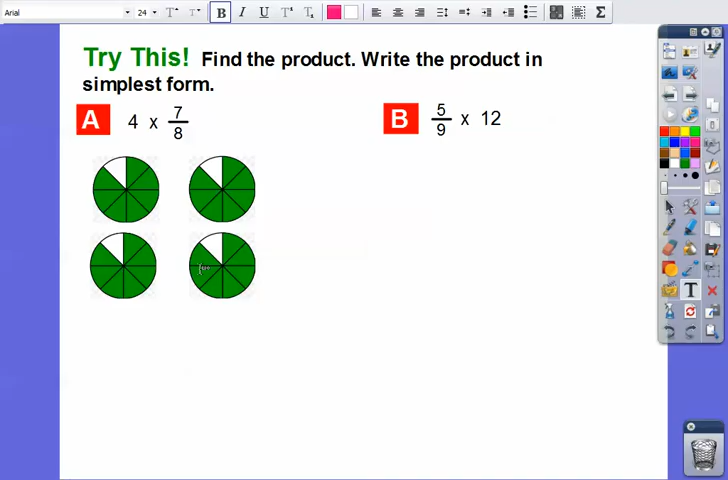 Arial 24 B I U T T T T
Try This! Find the product. Write the product in
simplest form.
A 4 x 7/8
B 5/9 x 12